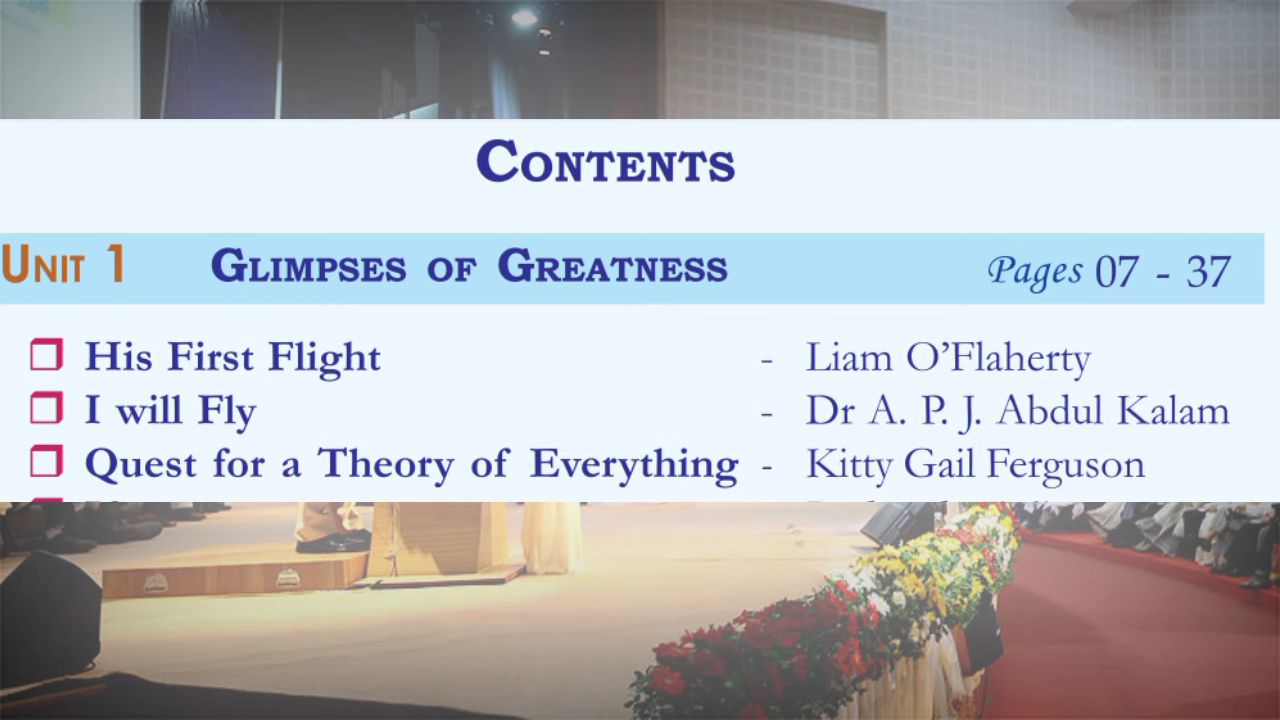 CONTENTS
UNIT 1 GLIMPSES OF GREATNESS Pages 07 - 37
His First Flight - Liam O'Flaherty
I will Fly - Dr A. P. J. Abdul Kalam
Quest for a Theory of Everything - Kitty Gail Ferguson